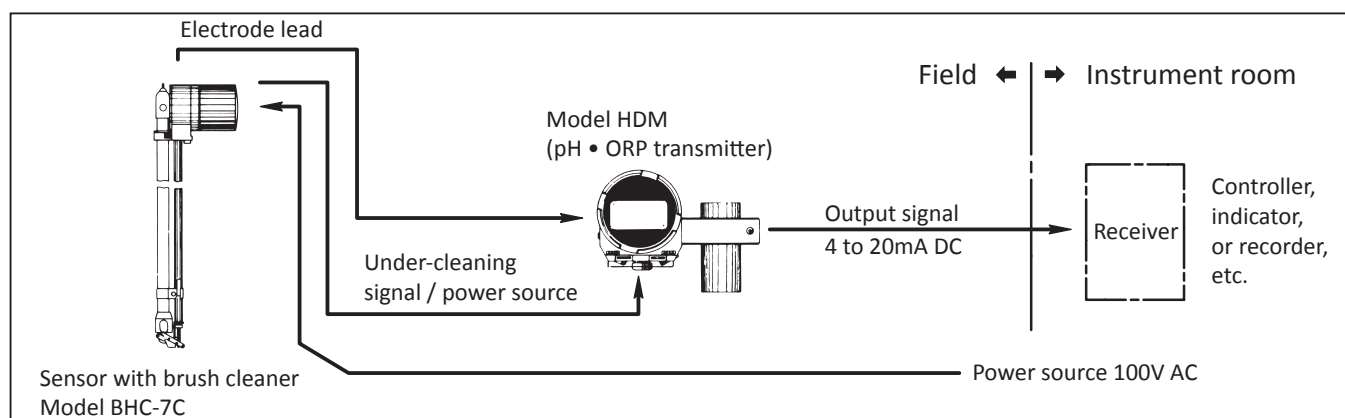 Electrode lead
Field
Instrument room
Model HDM
(pH • ORP transmitter)
Output signal
4 to 20mA DC
Receiver
Controller,
indicator,
or recorder,
etc.
Under-cleaning
signal / power source
Power source 100V AC
Sensor with brush cleaner
Model BHC-7C